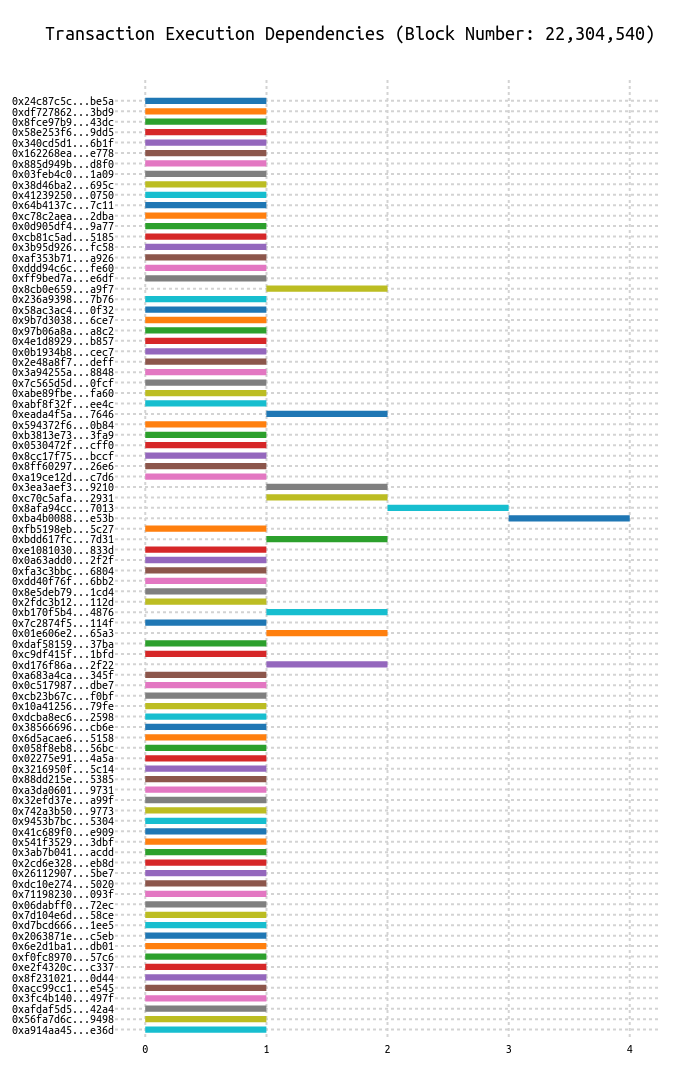 Transaction Execution Dependencies (Block Number: 22,304,540)
0x24c87c5c...be5a
0xdf727862...3bd9
0x8fce97b9...43dc
0x58e253f6...9dd5
0x340cd5d1...6b1f
0x162268ea...e778
0x885d949b...d8f0
0x03feb4c0...1a09
0x38d46ba2...695c
0x41239250...0750
0x64b4137c...7c11
0xc78c2aea...2dba
0x0d905df4...9a77
0xcb81c5ad...5185
0x3b95d926...fc58
0xaf353b71...a926
0xddd94c6c...fe60
0xff9bed7a...e6df
0x8cb0e659...a9f7
0x236a9398...7b76
0x58ac3ac4...0f32
0x9b7d3038...6ce7
0x97b06a8a...a8c2
0x4e1d8929...b857
0x0b1934b8...cec7
0x2e48a8f7...deff
0x3a94255a...8848
0x7c565d5d...0fcf
0xabe89fbe...fa60
0xabf8f32f...ee4c
0xeada4f5a...7646
0x594372f6...0b84
0xb3813e73...3fa9
0x0530472f...cff0
0x8cc17f75...bccf
0x8ff60297...26e6
0xa19ce12d...c7d6
0x3ea3aef3...9210
0xc70c5afa...2931
0x8afa94cc...7013
0xba4b0088...e53b
0xfb5198eb...5c27
0xbdd617fc...7d31
0xe1081030...833d
0x0a63add0...2f2f
0xfa3c3bbc...6804
0xdd40f76f...6bb2
0x8e5deb79...1cd4
0x2fdc3b12...112d
0xb170f5b4...4876
0x7c2874f5...114f
0x01e606e2...65a3
0xdaf58159...37ba
0xc9df415f...1bfd
0xd176f86a...2f22
0xa683a4ca...345f
0x0c517987...dbe7
0xcb23b67c...f0bf
0x10a41256...79fe
0xdcba8ec6...2598
0x38566696...cb6e
0x6d5acae6...5158
0x058f8eb8...56bc
0x02275e91...4a5a
0x3216950f...5c14
0x88dd215e...5385
0xa3da0601...9731
0x32efd37e...a99f
0x742a3b50...9773
0x9453b7bc...5304
0x41c689f0...e909
0x541f3529...3dbf
0x3ab7b041...acdd
0x2cd6e328...eb8d
0x26112907...5be7
0xdc10e274...5020
0x71198230...093f
0x06dabff0...72ec
0x7d104e6d...58ce
0xd7bcd666...1ee5
0x2063871e...c5eb
0x6e2d1ba1...db01
0xf0fc8970...57c6
0xe2f4320c...c337
0x8f231021...0d44
0xacc99cc1...e545
0x3fc4b140...497f
0xafdaf5d5...42a4
0x56fa7d6c...9498
0xa914aa45...e36d
0 1 2 3 4